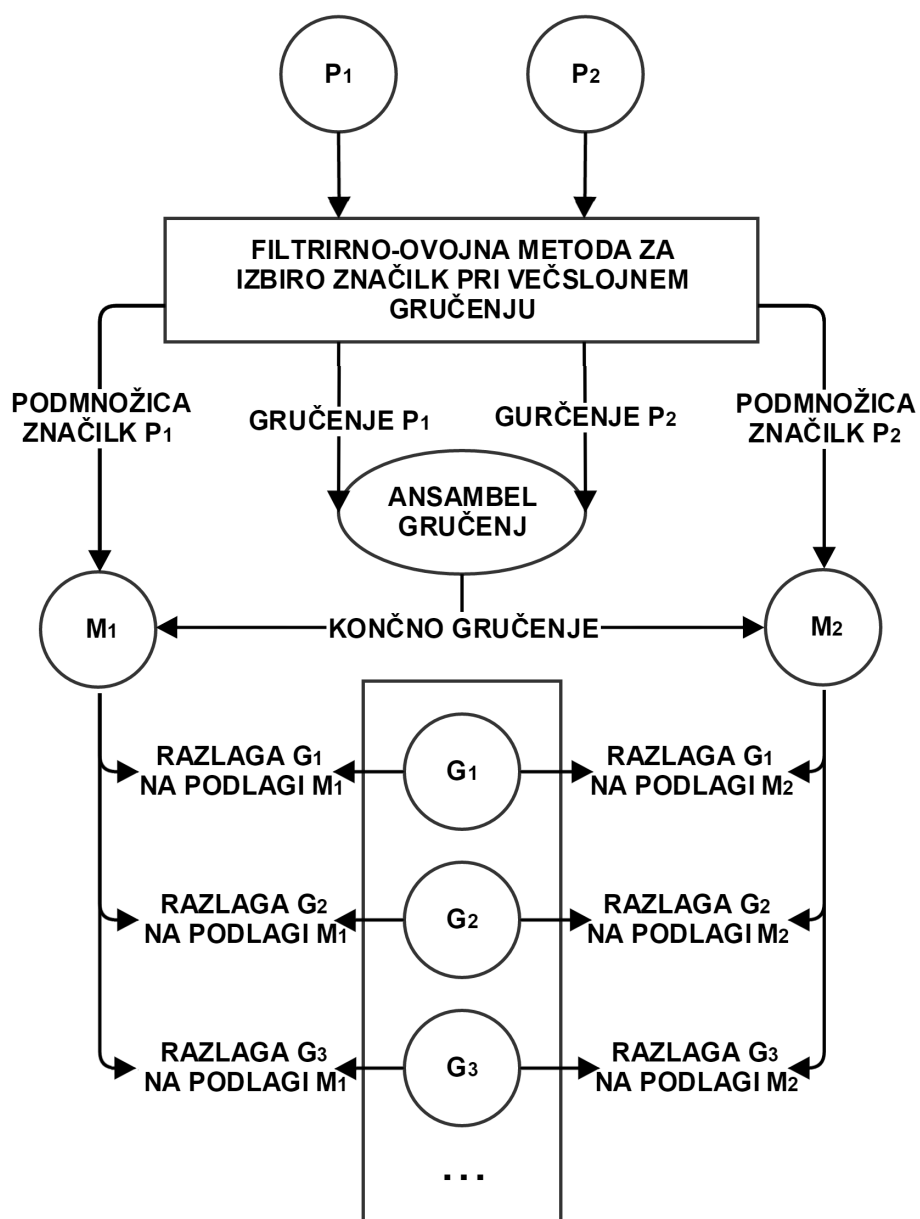 P1
P2
FILTRIRNO-OVOJNA METODA ZA
IZBIRO ZNAČILK PRI VEČSLOJNEM
GRUČENJU
PODMNOŽICA
ZNAČILK P1
GRUČENJE P1
GURČENJE P2
PODMNOŽICA
ZNAČILK P2
ANSAMBEL
GRUČENJ
M1
KONČNO GRUČENJE
M2
RAZLAGA G1
NA PODLAGI M1
G1
RAZLAGA G1
NA PODLAGI M2
RAZLAGA G2
NA PODLAGI M1
G2
RAZLAGA G2
NA PODLAGI M2
RAZLAGA G3
NA PODLAGI M1
G3
RAZLAGA G3
NA PODLAGI M2
...